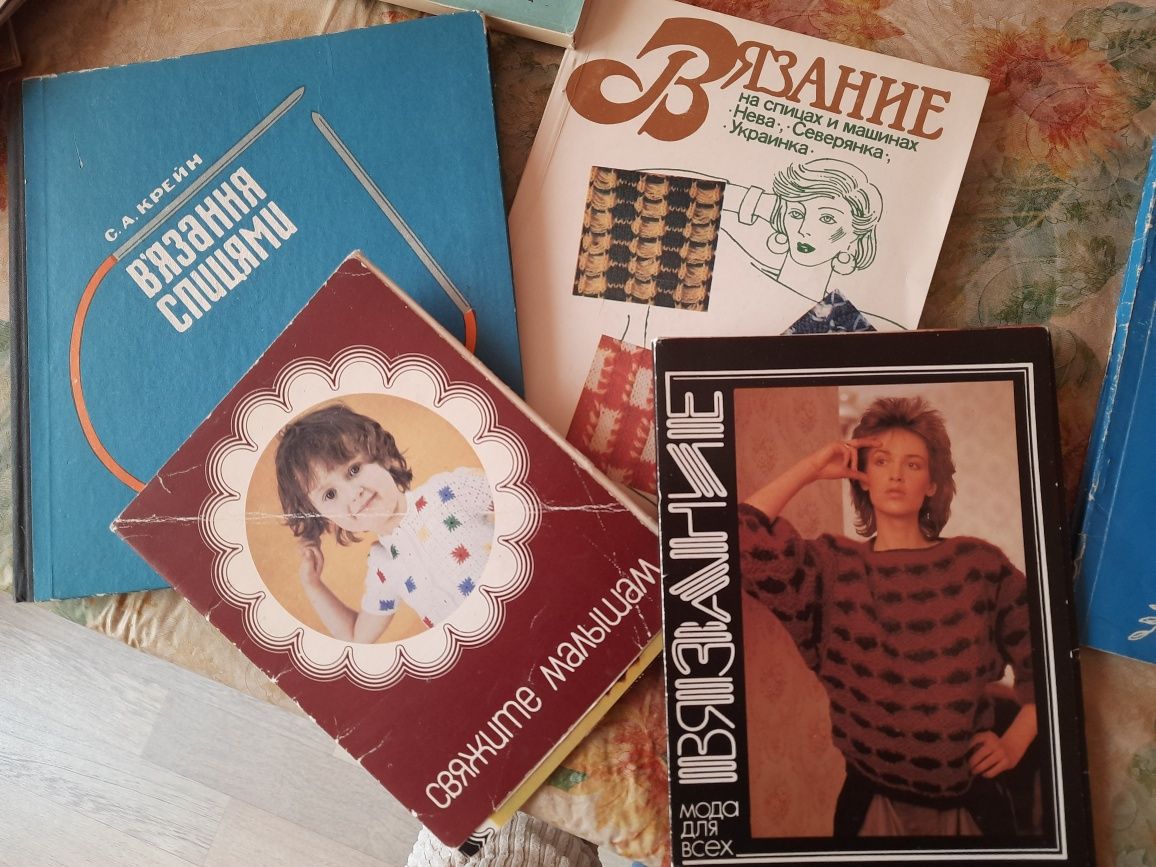 С. А. КРЕЙН
В'ЯЗАННЯ
СПИЦЯМИ
ВЯЗАНИЕ
на спицах и машинах
·Нева·, ·Северянка·,
·Украинка·
свяжите малышам
ВЯЗАНИЕ
мода
для
всех